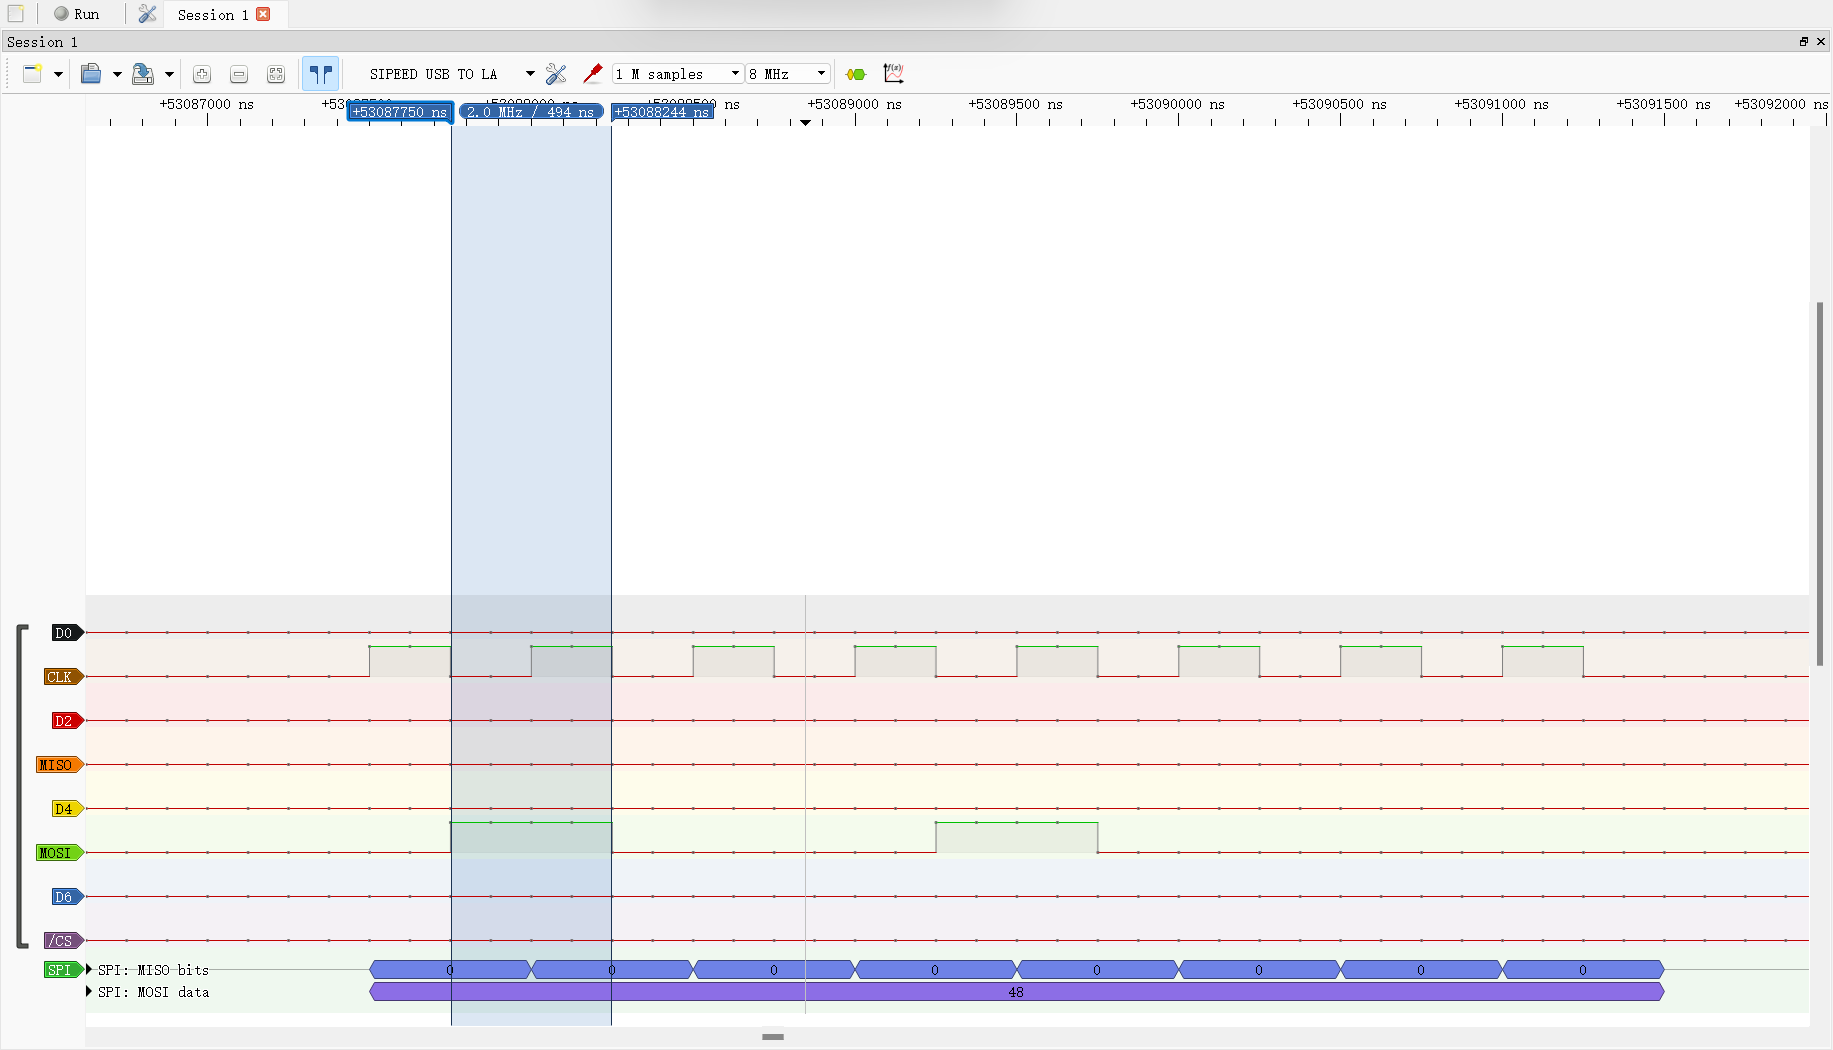 Run
Session 1
Session 1
SIPEED USB TO LA
1 M samples
8 MHz
f(x)
+53087000 ns
+53089000 ns
+53089500 ns
+53090000 ns
+53090500 ns
+53091000 ns
+53091500 ns
+53092000 ns
+53087750 ns
2.0 MHz / 494 ns
+53088244 ns
D0
CLK
D2
MISO
D4
MOSI
D6
/CS
SPI
SPI: MISO bits
0 0 0 0 0 0 0 0
SPI: MOSI data
48